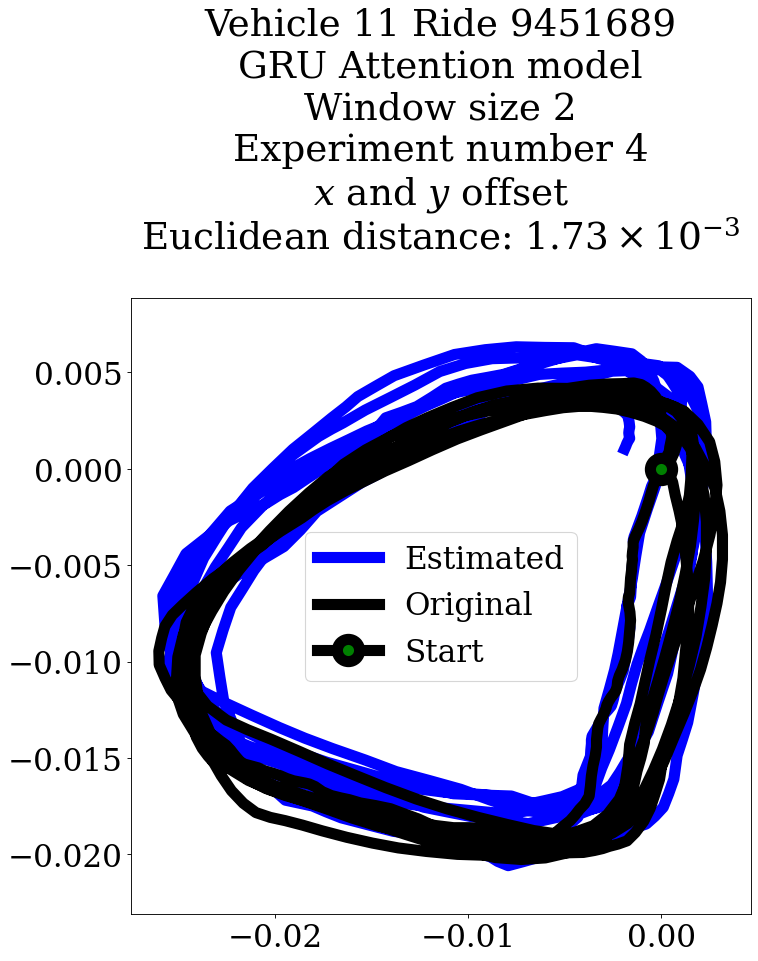 Vehicle 11 Ride 9451689
GRU Attention model
Window size 2
Experiment number 4
x and y offset
Euclidean distance: 1.73 × 10⁻³
0.005
0.000
−0.005
−0.010
−0.015
−0.020
Estimated
Original
Start
−0.02
−0.01
0.00